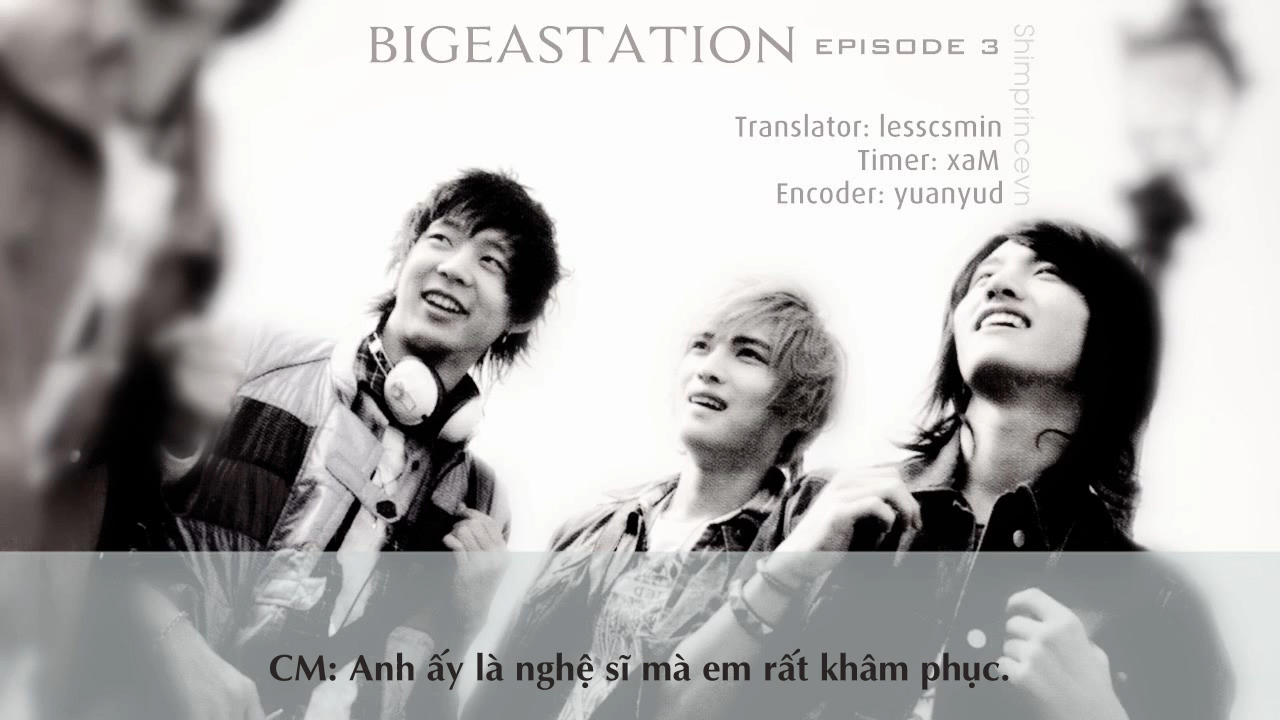 BIGEASTATION EPISODE 3
Shimprincevn
Translator: lesscsmin
Timer: xaM
Encoder: yuanyud
CM: Anh ấy là nghệ sĩ mà em rất khâm phục.